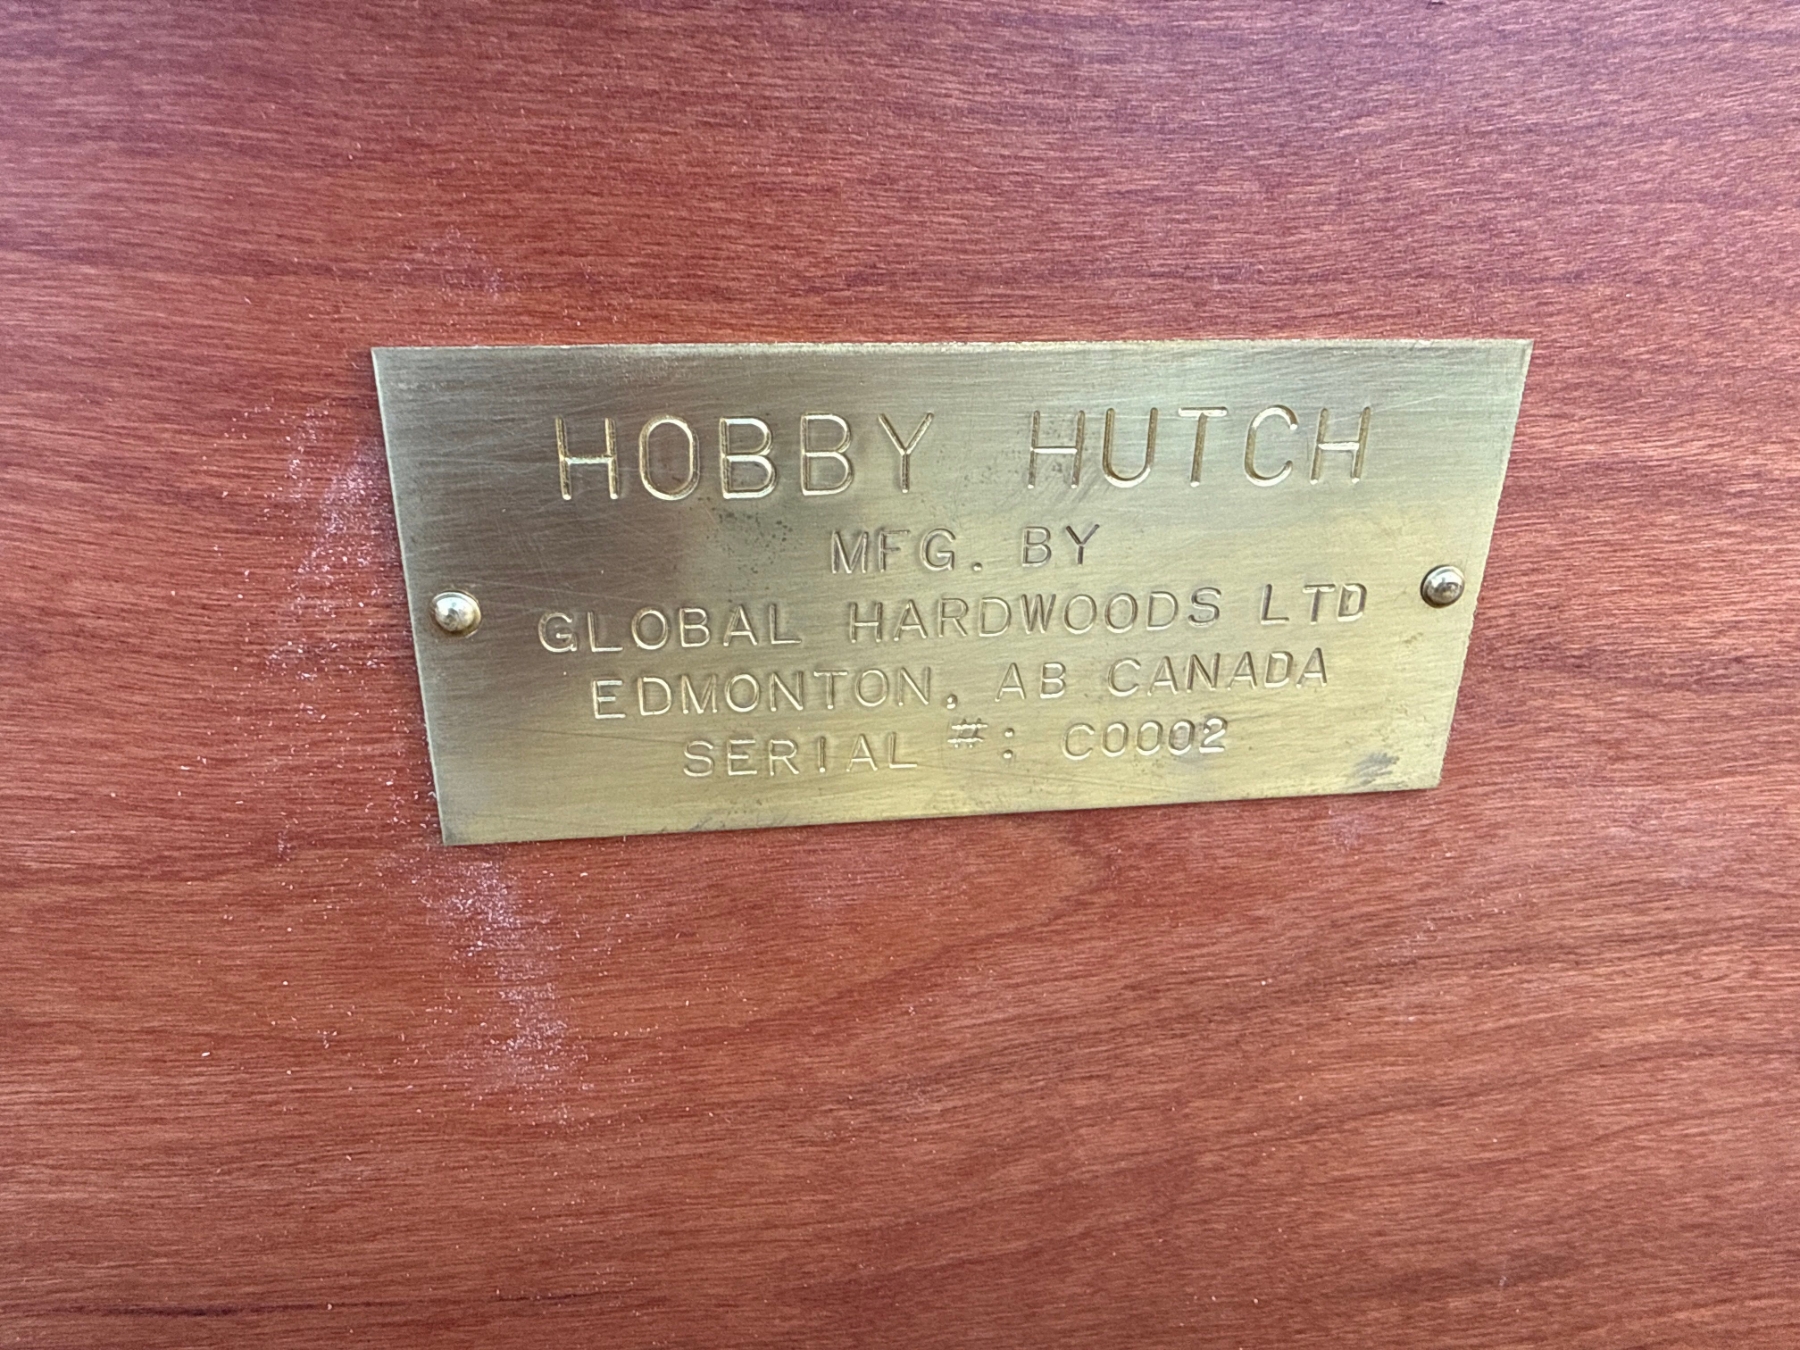 HOBBY HUTCH
MFG. BY
GLOBAL HARDWOODS LTD
EDMONTON, AB CANADA
SERIAL #: C0002